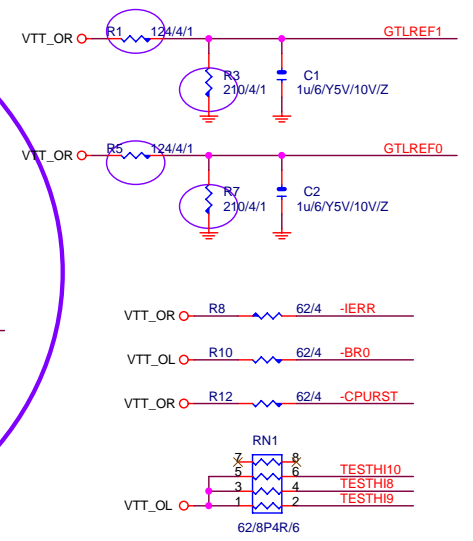 VTT_OR R1 124/4/1 GTLREF1
R3 C1
210/4/1 1u/6/Y5V/10V/Z
VTT_OR R5 124/4/1 GTLREF0
R7 C2
210/4/1 1u/6/Y5V/10V/Z
VTT_OR R8 62/4 -IERR
VTT_OL R10 62/4 -BR0
VTT_OR R12 62/4 -CPURST
RN1
7 8
5 6 TESTHI10
3 4 TESTHI8
VTT_OL 1 2 TESTHI9
62/8P4R/6